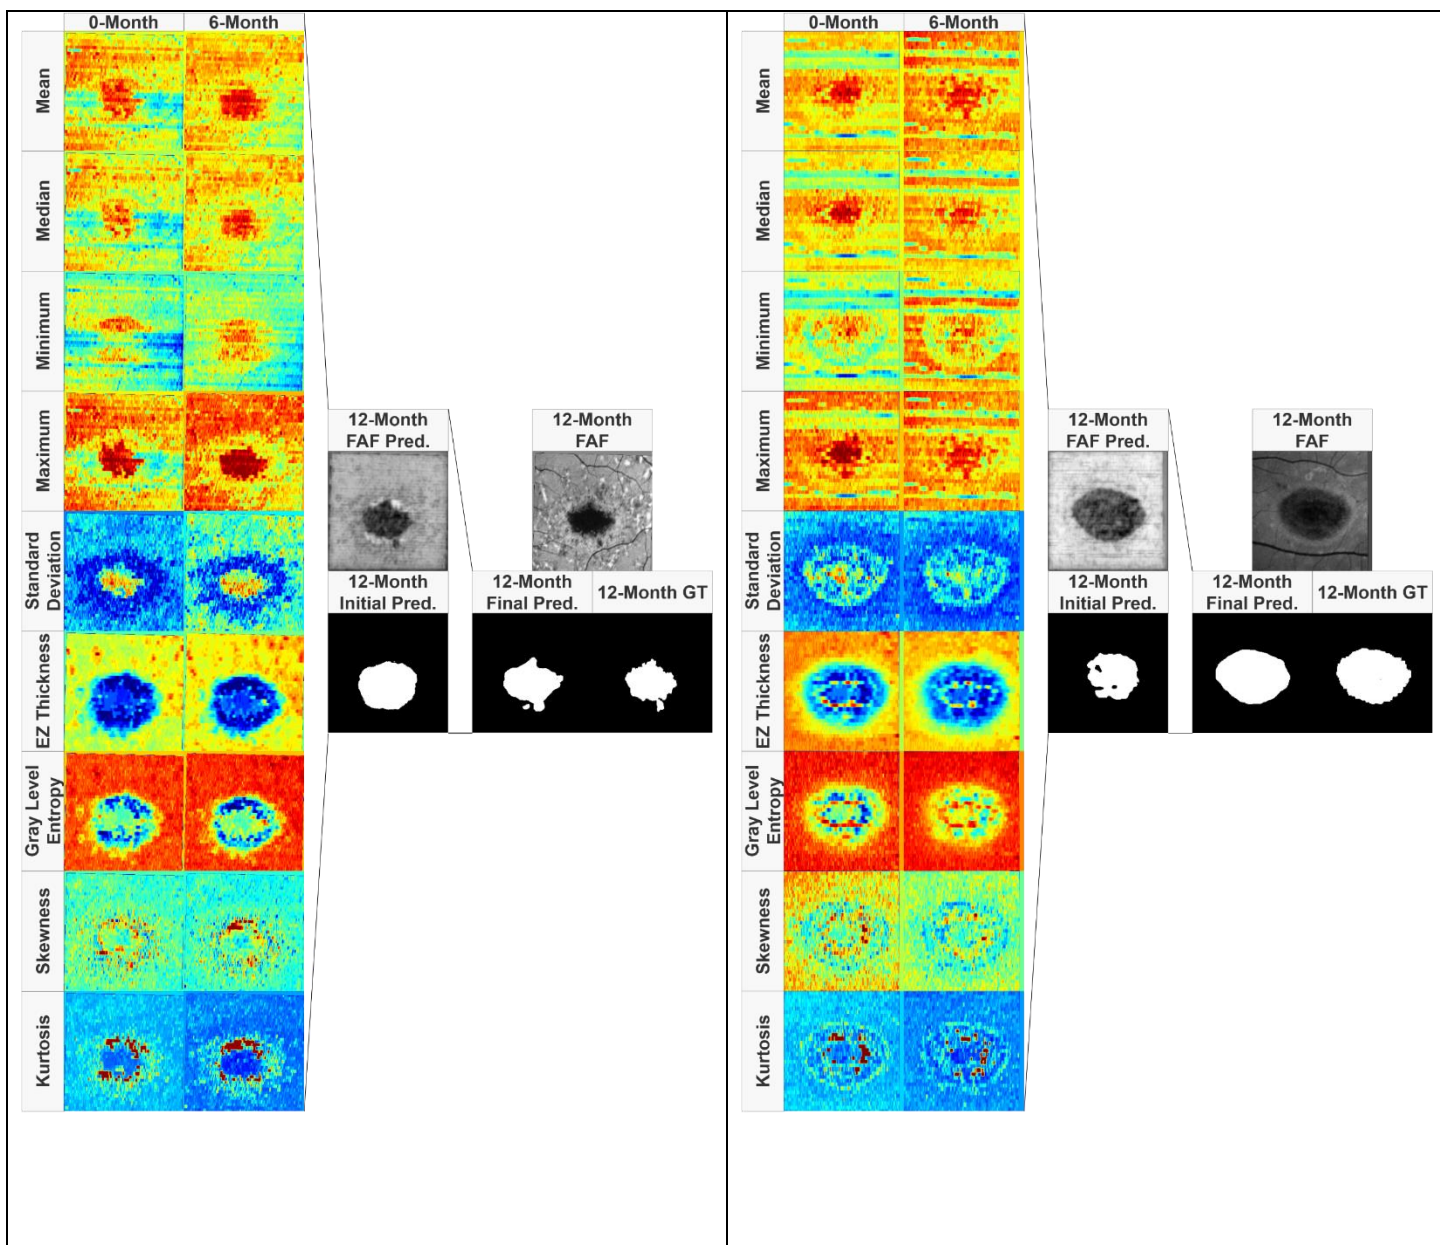 0-Month 6-Month
Mean
Median
Minimum
Maximum
Standard
Deviation
EZ Thickness
Gray Level
Entropy
Skewness
Kurtosis
12-Month
FAF Pred.
12-Month
FAF
12-Month
Initial Pred.
12-Month
Final Pred.
12-Month GT
0-Month 6-Month
Mean
Median
Minimum
Maximum
Standard
Deviation
EZ Thickness
Gray Level
Entropy
Skewness
Kurtosis
12-Month
FAF Pred.
12-Month
FAF
12-Month
Initial Pred.
12-Month
Final Pred.
12-Month GT